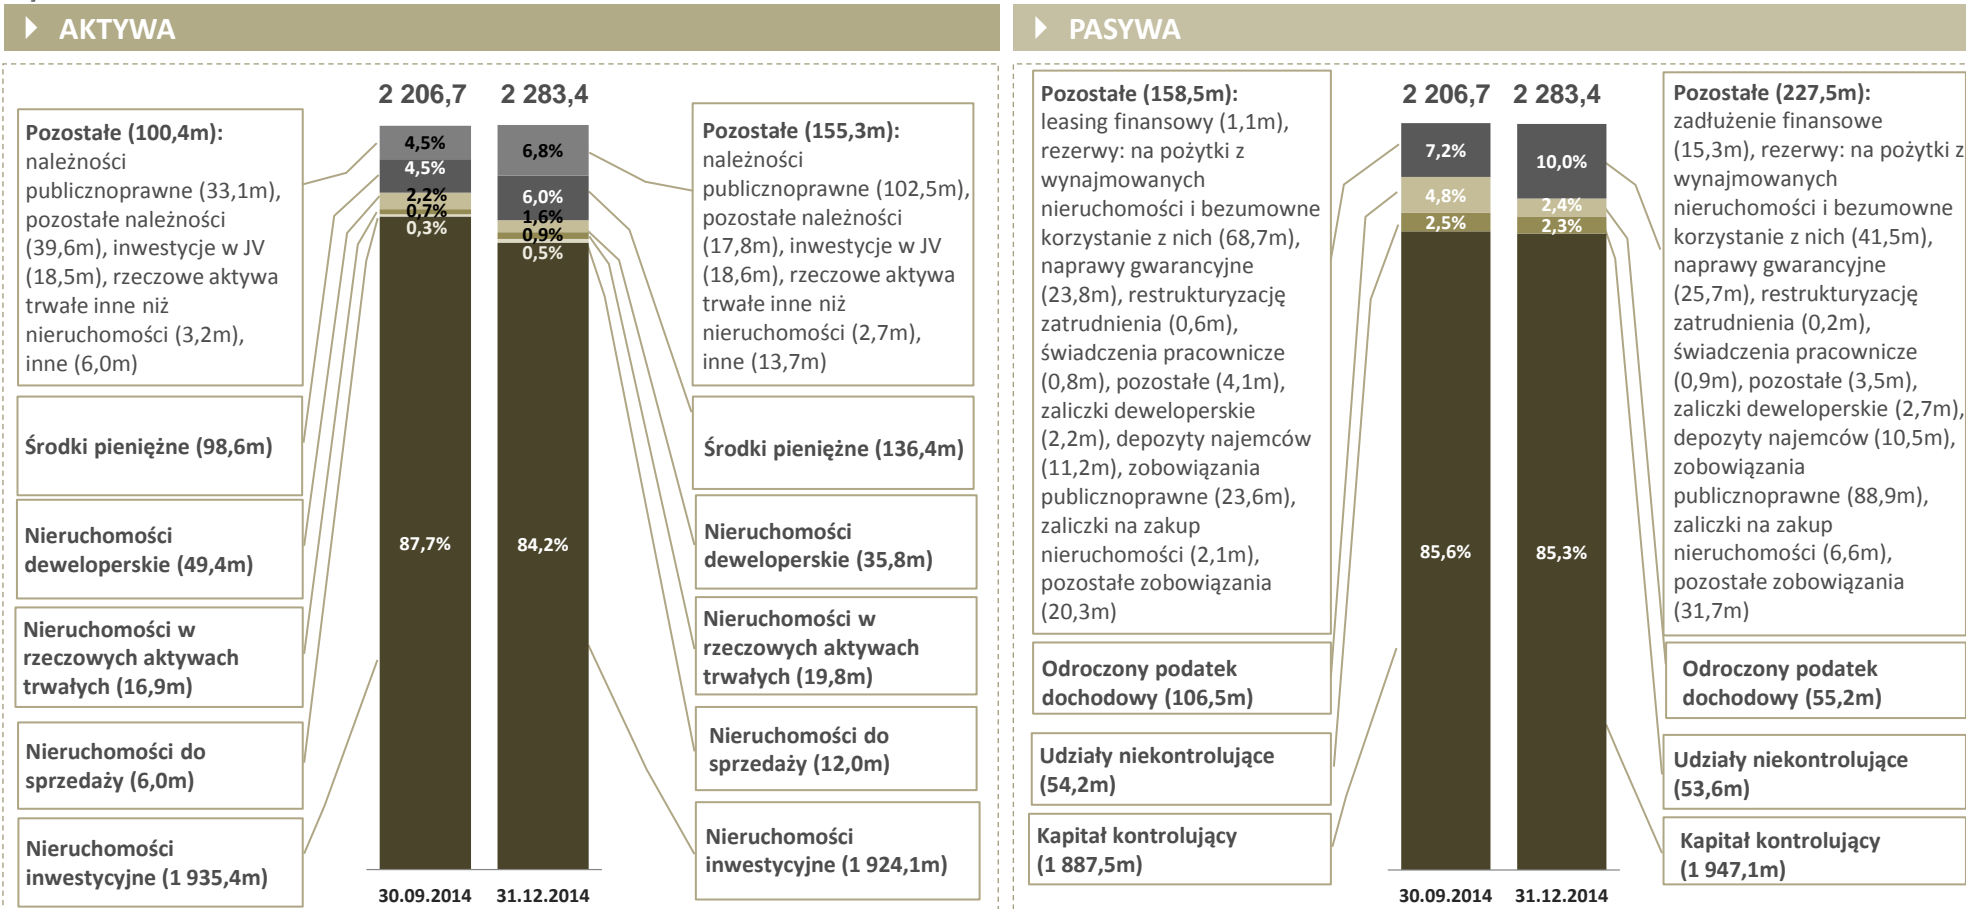 AKTYWA
2 206,7 2 283,4
Pozostałe (100,4m):
należności
publicznoprawne (33,1m),
pozostałe należności
(39,6m), inwestycje w JV
(18,5m), rzeczowe aktywa
trwałe inne niż
nieruchomości (3,2m),
inne (6,0m)
Środki pieniężne (98,6m)
Nieruchomości
deweloperskie (49,4m)
Nieruchomości w
rzeczowych aktywach
trwałych (16,9m)
Nieruchomości do
sprzedaży (6,0m)
Nieruchomości
inwestycyjne (1 935,4m)
4,5%
4,5%
2,2%
0,7%
0,3%
87,7%
30.09.2014
6,8%
6,0%
1,6%
0,9%
0,5%
84,2%
31.12.2014
Pozostałe (155,3m):
należności
publicznoprawne (102,5m),
pozostałe należności
(17,8m), inwestycje w JV
(18,6m), rzeczowe aktywa
trwałe inne niż
nieruchomości (2,7m),
inne (13,7m)
Środki pieniężne (136,4m)
Nieruchomości
deweloperskie (35,8m)
Nieruchomości w
rzeczowych aktywach
trwałych (19,8m)
Nieruchomości do
sprzedaży (12,0m)
Nieruchomości
inwestycyjne (1 924,1m)
PASYWA
Pozostałe (158,5m):
leasing finansowy (1,1m),
rezerwy: na pożytki z
wynajmowanych
nieruchomości i bezumowne
korzystanie z nich (68,7m),
naprawy gwarancyjne
(23,8m), restrukturyzację
zatrudnienia (0,6m),
świadczenia pracownicze
(0,8m), pozostałe (4,1m),
zaliczki deweloperskie
(2,2m), depozyty najemców
(11,2m), zobowiązania
publicznoprawne (23,6m),
zaliczki na zakup
nieruchomości (2,1m),
pozostałe zobowiązania
(20,3m)
Odroczony podatek
dochodowy (106,5m)
Udziały niekontrolujące
(54,2m)
Kapitał kontrolujący
(1 887,5m)
2 206,7 2 283,4
7,2%
4,8%
2,5%
85,6%
30.09.2014
10,0%
2,4%
2,3%
85,3%
31.12.2014
Pozostałe (227,5m):
zadłużenie finansowe
(15,3m), rezerwy: na pożytki z
wynajmowanych
nieruchomości i bezumowne
korzystanie z nich (41,5m),
naprawy gwarancyjne
(25,7m), restrukturyzację
zatrudnienia (0,2m),
świadczenia pracownicze
(0,9m), pozostałe (3,5m),
zaliczki deweloperskie (2,7m),
depozyty najemców (10,5m),
zobowiązania
publicznoprawne (88,9m),
zaliczki na zakup
nieruchomości (6,6m),
pozostałe zobowiązania
(31,7m)
Odroczony podatek
dochodowy (55,2m)
Udziały niekontrolujące
(53,6m)
Kapitał kontrolujący
(1 947,1m)